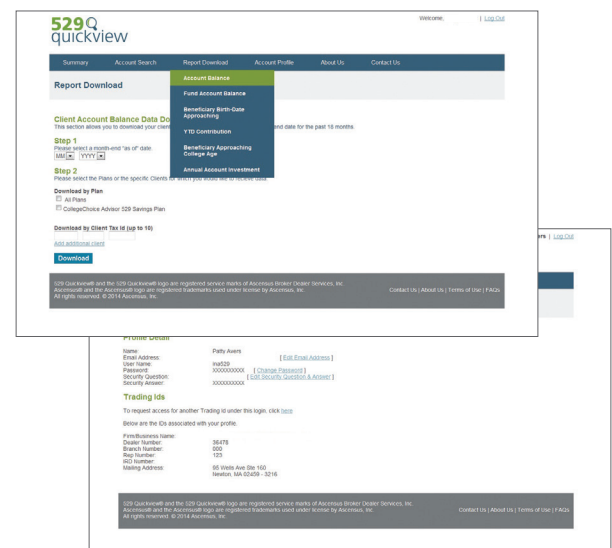 529
quickview
Welcome, | Log Out
Summary Account Search Report Download Account Profile About Us Contact Us
Report Download
Account Balance
Fund Account Balance
Beneficiary Birth-Date
Approaching
YTD Contribution
Beneficiary Approaching
College Age
Annual Account Investment
Client Account Balance Data Do
This section allows you to download your client end date for the past 18 months
Step 1
Please select a month-end "as of" date
MM YYYY
Step 2
Please select the Plans or the specific Clients for which you would like to recieve data
Download by Plan
All Plans
CollegeChoice Advisor 529 Savings Plan
Download by Client Tax Id (up to 10)
Add additional client
Download
529 Quickview® and the 529 Quickview® logo are registered service marks of Ascensus Broker Dealer Services, Inc
Ascensus® and the Ascensus® logo are registered trademarks used under license by Ascensus, Inc.
All rights reserved. © 2014 Ascensus, Inc.
Contact Us | About Us | Terms of Use | FAQs
ers | Log Out
Profile Detail
Name: Patty Avers
Email Address: [ Edit Email Address ]
User Name: ina529
Password: XXXXXXXXXX [ Change Password ]
Security Question: [ Edit Security Question & Answer ]
Security Answer: XXXXXXXXXX
Trading Ids
To request access for another Trading Id under this login, click here
Below are the IDs associated with your profile.
Firm/Business Name:
Dealer Number: 36478
Branch Number: 000
Rep Number: 123
IRD Number:
Mailing Address: 95 Wells Ave Ste 160
Newton, MA 02459 - 3216
529 Quickview® and the 529 Quickview® logo are registered service marks of Ascensus Broker Dealer Services, Inc.
Ascensus® and the Ascensus® logo are registered trademarks used under license by Ascensus, Inc.
All rights reserved. © 2014 Ascensus, Inc.
Contact Us | About Us | Terms of Use | FAQs